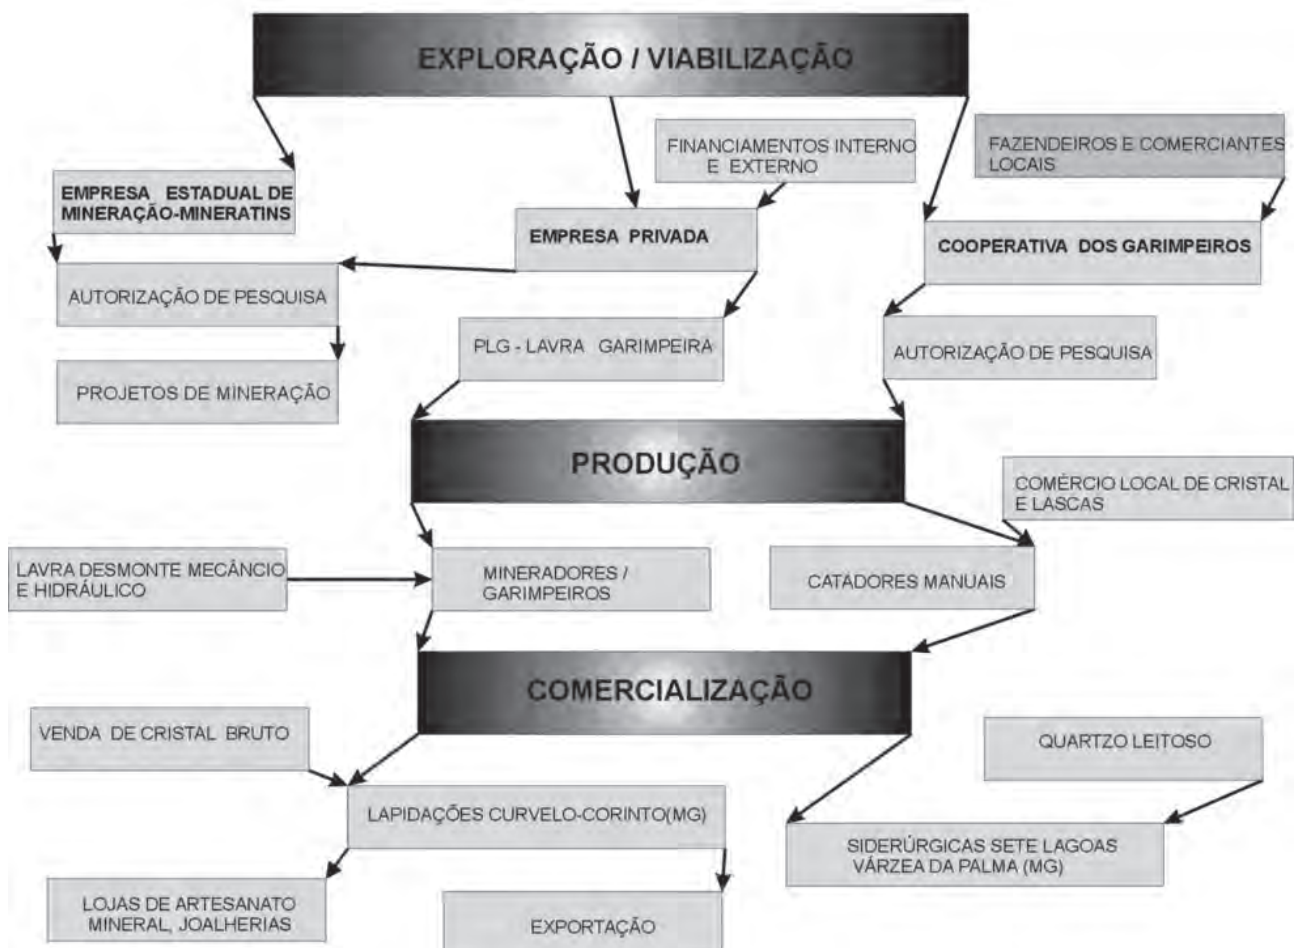 EXPLORAÇÃO / VIABILIZAÇÃO
FINANCIAMENTOS INTERNO
E EXTERNO
FAZENDEIROS E COMERCIANTES
LOCAIS
EMPRESA ESTADUAL DE
MINERAÇÃO-MINERATINS
EMPRESA PRIVADA
COOPERATIVA DOS GARIMPEIROS
AUTORIZAÇÃO DE PESQUISA
PLG - LAVRA GARIMPEIRA
AUTORIZAÇÃO DE PESQUISA
PROJETOS DE MINERAÇÃO
PRODUÇÃO
COMÉRCIO LOCAL DE CRISTAL
E LASCAS
LAVRA DESMONTE MECÂNCIO
E HIDRÁULICO
MINERADORES /
GARIMPEIROS
CATADORES MANUAIS
COMERCIALIZAÇÃO
VENDA DE CRISTAL BRUTO
QUARTZO LEITOSO
LAPIDAÇÕES CURVELO-CORINTO(MG)
SIDERÚRGICAS SETE LAGOAS
VÁRZEA DA PALMA (MG)
LOJAS DE ARTESANATO
MINERAL, JOALHERIAS
EXPORTAÇÃO